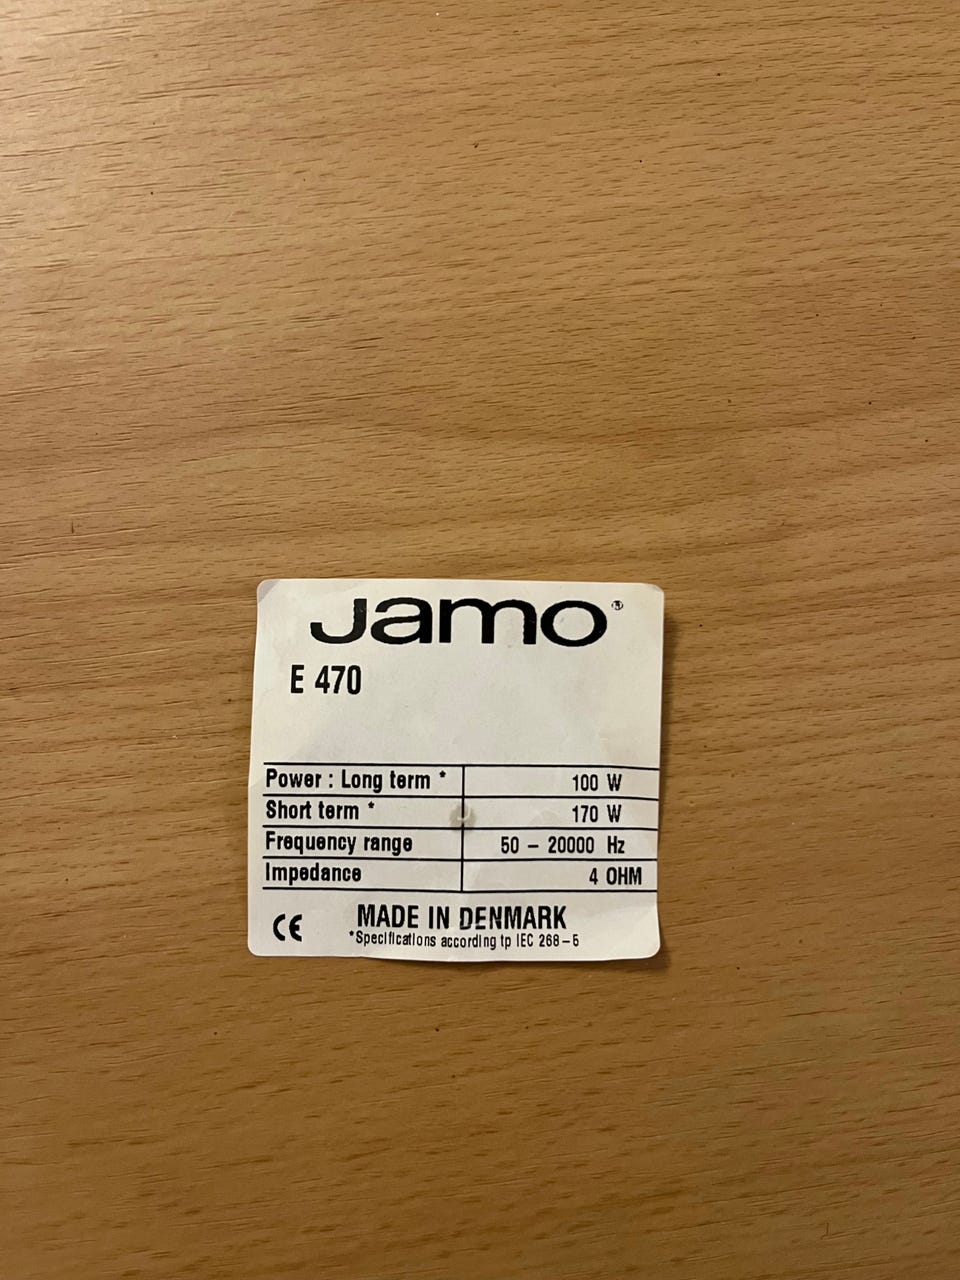 Jamo®
E 470
Power : Long term * 100 W
Short term * 170 W
Frequency range 50 – 20000 Hz
Impedance 4 OHM
CE MADE IN DENMARK
*Specifications according tp IEC 268–5